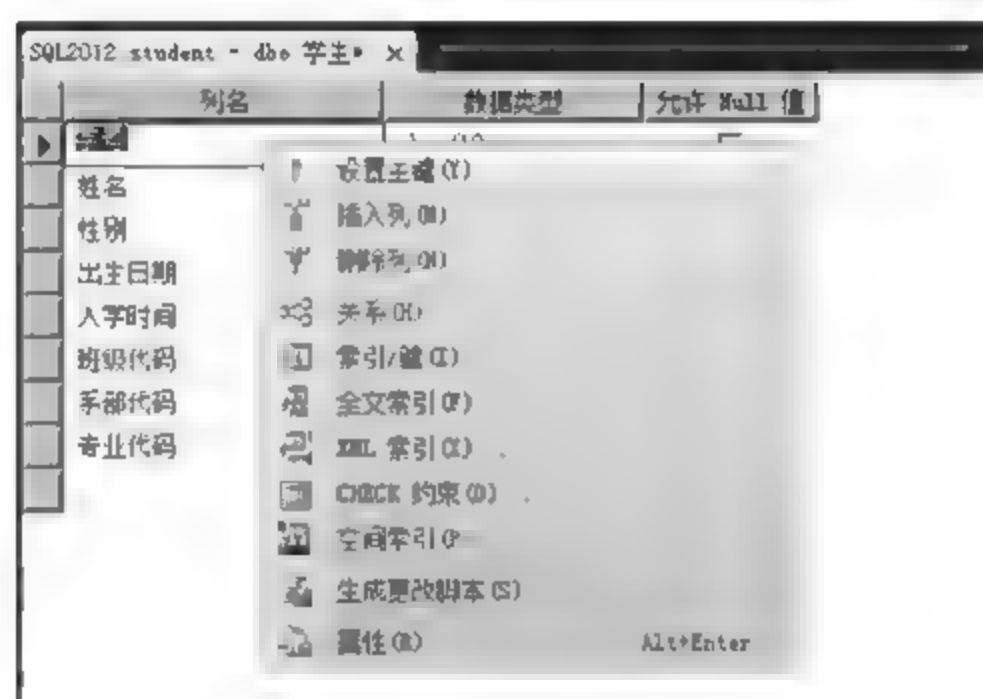 SQL2012 student - dbo 学生* ×
列名 数据类型 允许 Null 值
姓名
性别
出生日期
入学时间
班级代码
系部代码
专业代码
设置主键(Y)
插入列(M)
删除列(N)
关系(H)
索引/键(I)
全文索引(F)
XML 索引(X)
CHECK 约束(O)
空间索引(P
生成更改脚本(S)
属性(R) Alt+Enter